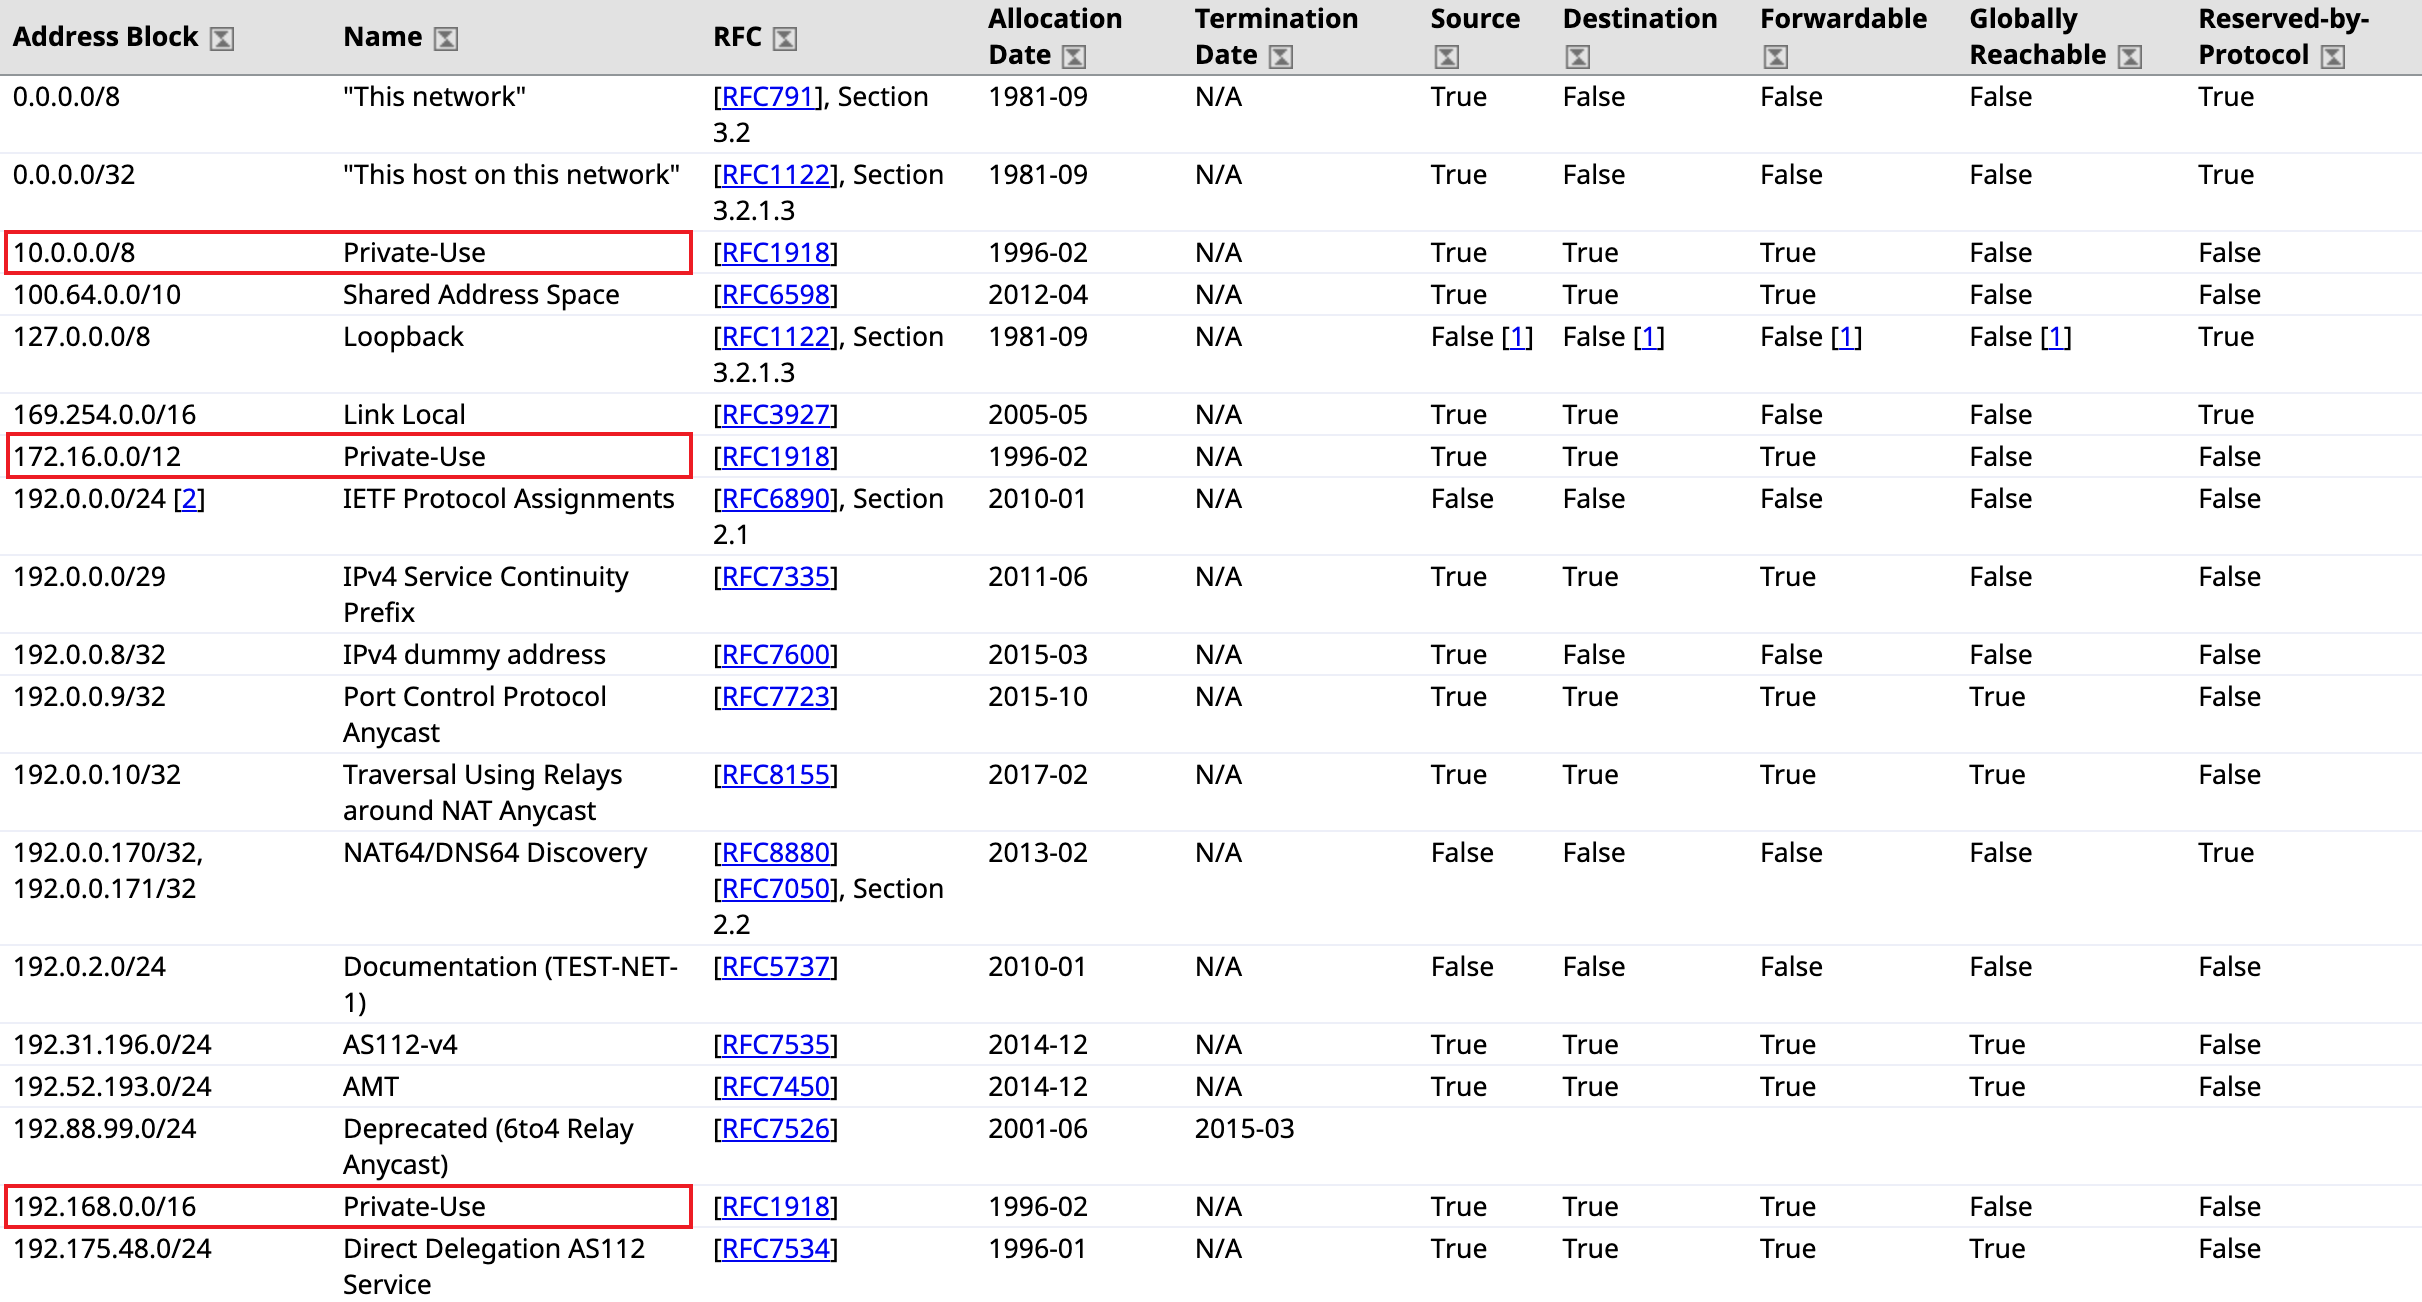 Address Block Name RFC Allocation Date Termination Date Source Destination Forwardable Globally Reachable Reserved-by-Protocol
0.0.0.0/8 "This network" [RFC791], Section 3.2 1981-09 N/A True False False False True
0.0.0.0/32 "This host on this network" [RFC1122], Section 3.2.1.3 1981-09 N/A True False False False True
10.0.0.0/8 Private-Use [RFC1918] 1996-02 N/A True True True False False
100.64.0.0/10 Shared Address Space [RFC6598] 2012-04 N/A True True True False False
127.0.0.0/8 Loopback [RFC1122], Section 3.2.1.3 1981-09 N/A False [1] False [1] False [1] False [1] True
169.254.0.0/16 Link Local [RFC3927] 2005-05 N/A True True False False True
172.16.0.0/12 Private-Use [RFC1918] 1996-02 N/A True True True False False
192.0.0.0/24 [2] IETF Protocol Assignments [RFC6890], Section 2.1 2010-01 N/A False False False False False
192.0.0.0/29 IPv4 Service Continuity Prefix [RFC7335] 2011-06 N/A True True True False False
192.0.0.8/32 IPv4 dummy address [RFC7600] 2015-03 N/A True False False False False
192.0.0.9/32 Port Control Protocol Anycast [RFC7723] 2015-10 N/A True True True True False
192.0.0.10/32 Traversal Using Relays around NAT Anycast [RFC8155] 2017-02 N/A True True True True False
192.0.0.170/32, 192.0.0.171/32 NAT64/DNS64 Discovery [RFC8880] [RFC7050], Section 2.2 2013-02 N/A False False False False True
192.0.2.0/24 Documentation (TEST-NET-1) [RFC5737] 2010-01 N/A False False False False False
192.31.196.0/24 AS112-v4 [RFC7535] 2014-12 N/A True True True True False
192.52.193.0/24 AMT [RFC7450] 2014-12 N/A True True True True False
192.88.99.0/24 Deprecated (6to4 Relay Anycast) [RFC7526] 2001-06 2015-03
192.168.0.0/16 Private-Use [RFC1918] 1996-02 N/A True True True False False
192.175.48.0/24 Direct Delegation AS112 Service [RFC7534] 1996-01 N/A True True True True False